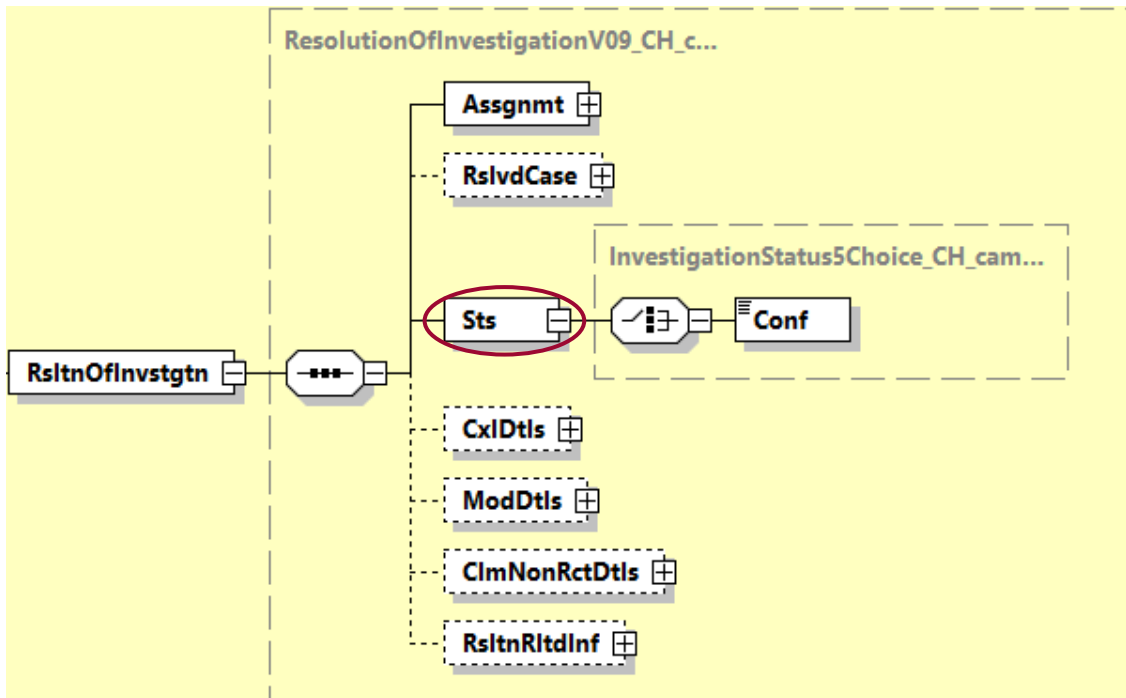 ResolutionOfInvestigationV09_CH_c...
Assgnmt
RslvdCase
InvestigationStatus5Choice_CH_cam...
Sts
Conf
RsltnOfInvstgtn
CxlDtls
ModDtls
ClmNonRctDtls
RsltnRltdInf